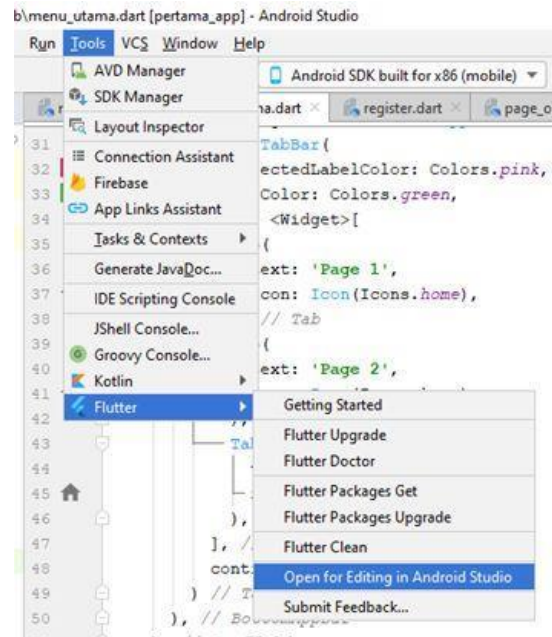 b\menu_utama.dart [pertama_app] - Android Studio
Run Tools VCS Window Help
AVD Manager
SDK Manager
Layout Inspector
Connection Assistant
Firebase
App Links Assistant
Tasks & Contexts
Generate JavaDoc...
IDE Scripting Console
JShell Console...
Groovy Console...
Kotlin
Flutter
Getting Started
Flutter Upgrade
Flutter Doctor
Flutter Packages Get
Flutter Packages Upgrade
Flutter Clean
Open for Editing in Android Studio
Submit Feedback...
Android SDK built for x86 (mobile)
na.dart register.dart page_o
31 TabBar(
32 ectedLabelColor: Colors.pink,
33 Color: Colors.green,
34 <Widget>[
35 (
36 ext: 'Page 1',
37 con: Icon(Icons.home),
38 // Tab
39 (
40 ext: 'Page 2',
41
42 ),
43 Ta
44
45
46 ),
47 ], /
48 cont
49 ) // T
50 ), // BottomAppBar